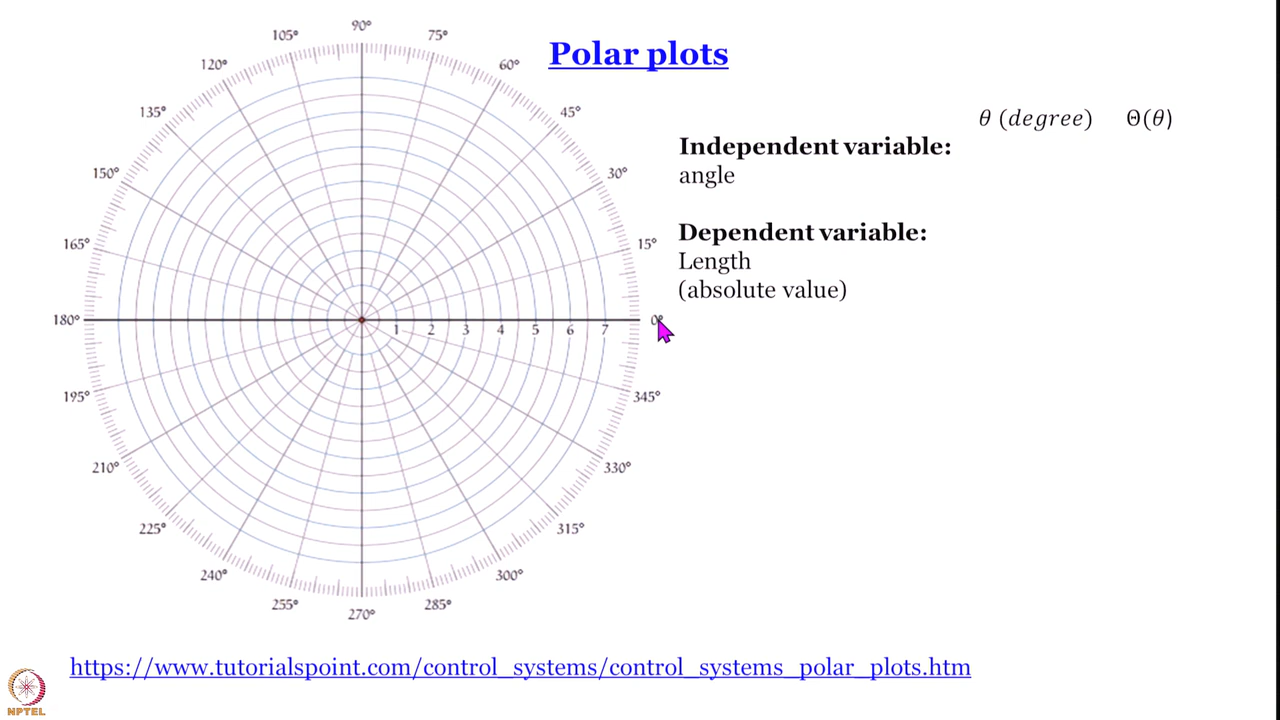 Polar plots
90°
105°
75°
120°
60°
135°
45°
150°
30°
165°
15°
180°
1 2 3 4 5 6 7
0°
195°
345°
210°
330°
225°
315°
240°
300°
255°
285°
270°
θ (degree) Θ(θ)
Independent variable:
angle
Dependent variable:
Length
(absolute value)
https://www.tutorialspoint.com/control_systems/control_systems_polar_plots.htm
NPTEL